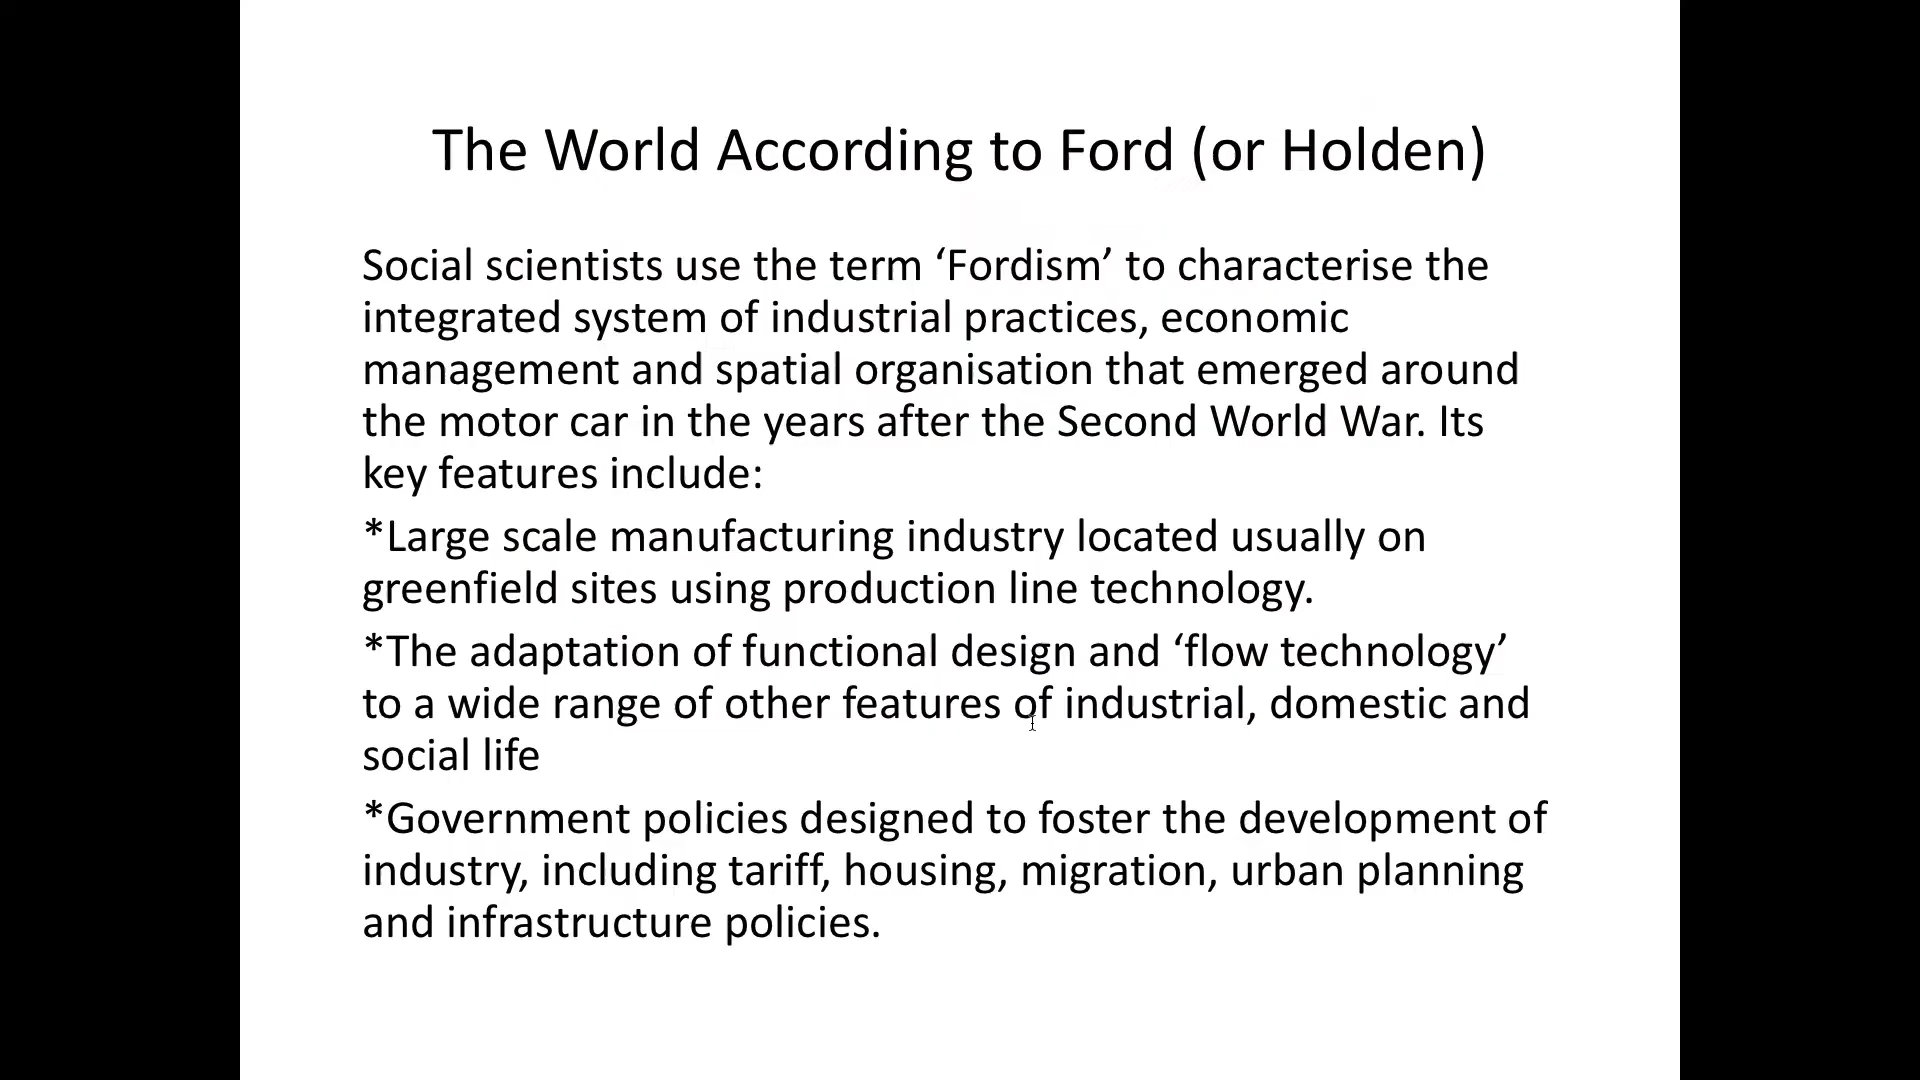 The World According to Ford (or Holden)
Social scientists use the term ‘Fordism’ to characterise the
integrated system of industrial practices, economic
management and spatial organisation that emerged around
the motor car in the years after the Second World War. Its
key features include:
*Large scale manufacturing industry located usually on
greenfield sites using production line technology.
*The adaptation of functional design and ‘flow technology’
to a wide range of other features of industrial, domestic and
social life
*Government policies designed to foster the development of
industry, including tariff, housing, migration, urban planning
and infrastructure policies.